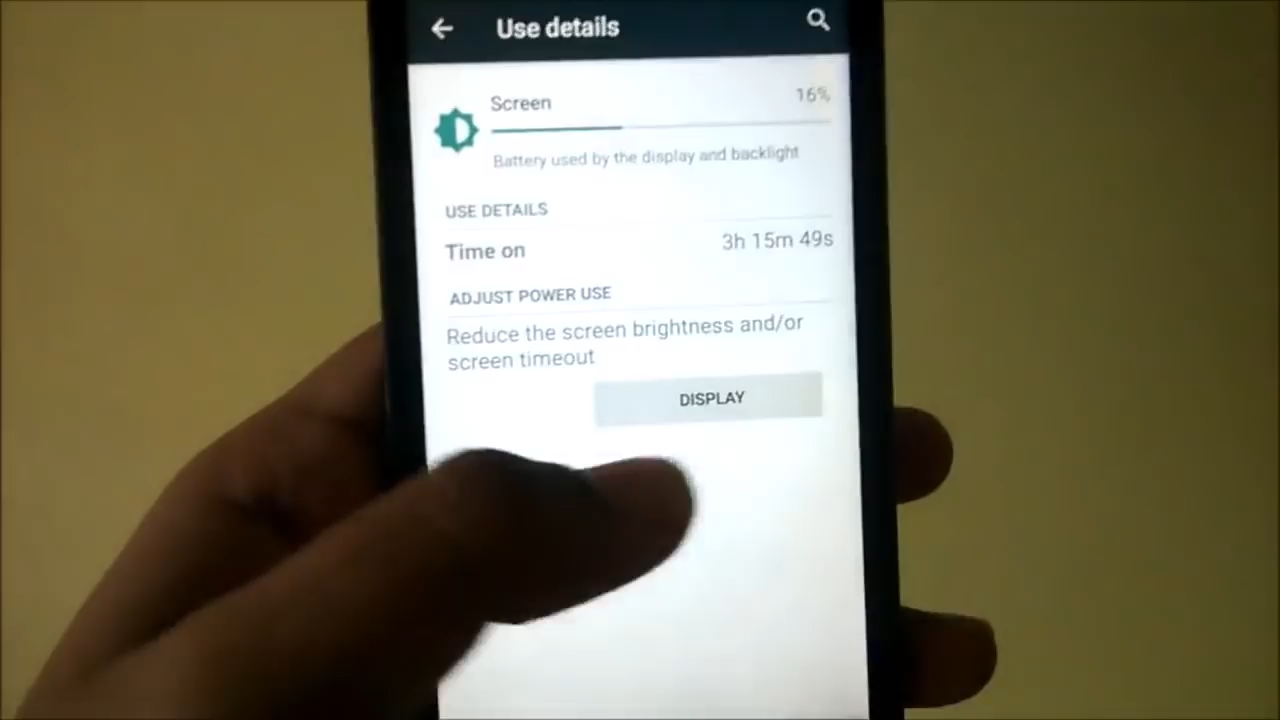 Use details
Screen
16%
Battery used by the display and backlight
USE DETAILS
Time on
3h 15m 49s
ADJUST POWER USE
Reduce the screen brightness and/or
screen timeout
DISPLAY